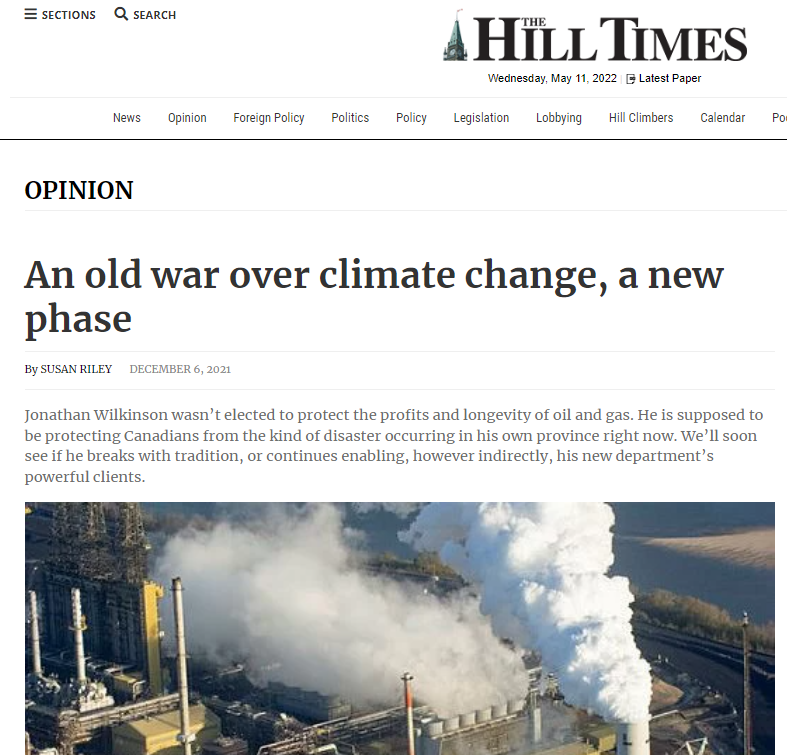 SECTIONS SEARCH
THE
HILL TIMES
Wednesday, May 11, 2022 Latest Paper
News Opinion Foreign Policy Politics Policy Legislation Lobbying Hill Climbers Calendar
OPINION
An old war over climate change, a new
phase
By SUSAN RILEY DECEMBER 6, 2021
Jonathan Wilkinson wasn’t elected to protect the profits and longevity of oil and gas. He is supposed to
be protecting Canadians from the kind of disaster occurring in his own province right now. We’ll soon
see if he breaks with tradition, or continues enabling, however indirectly, his new department’s
powerful clients.